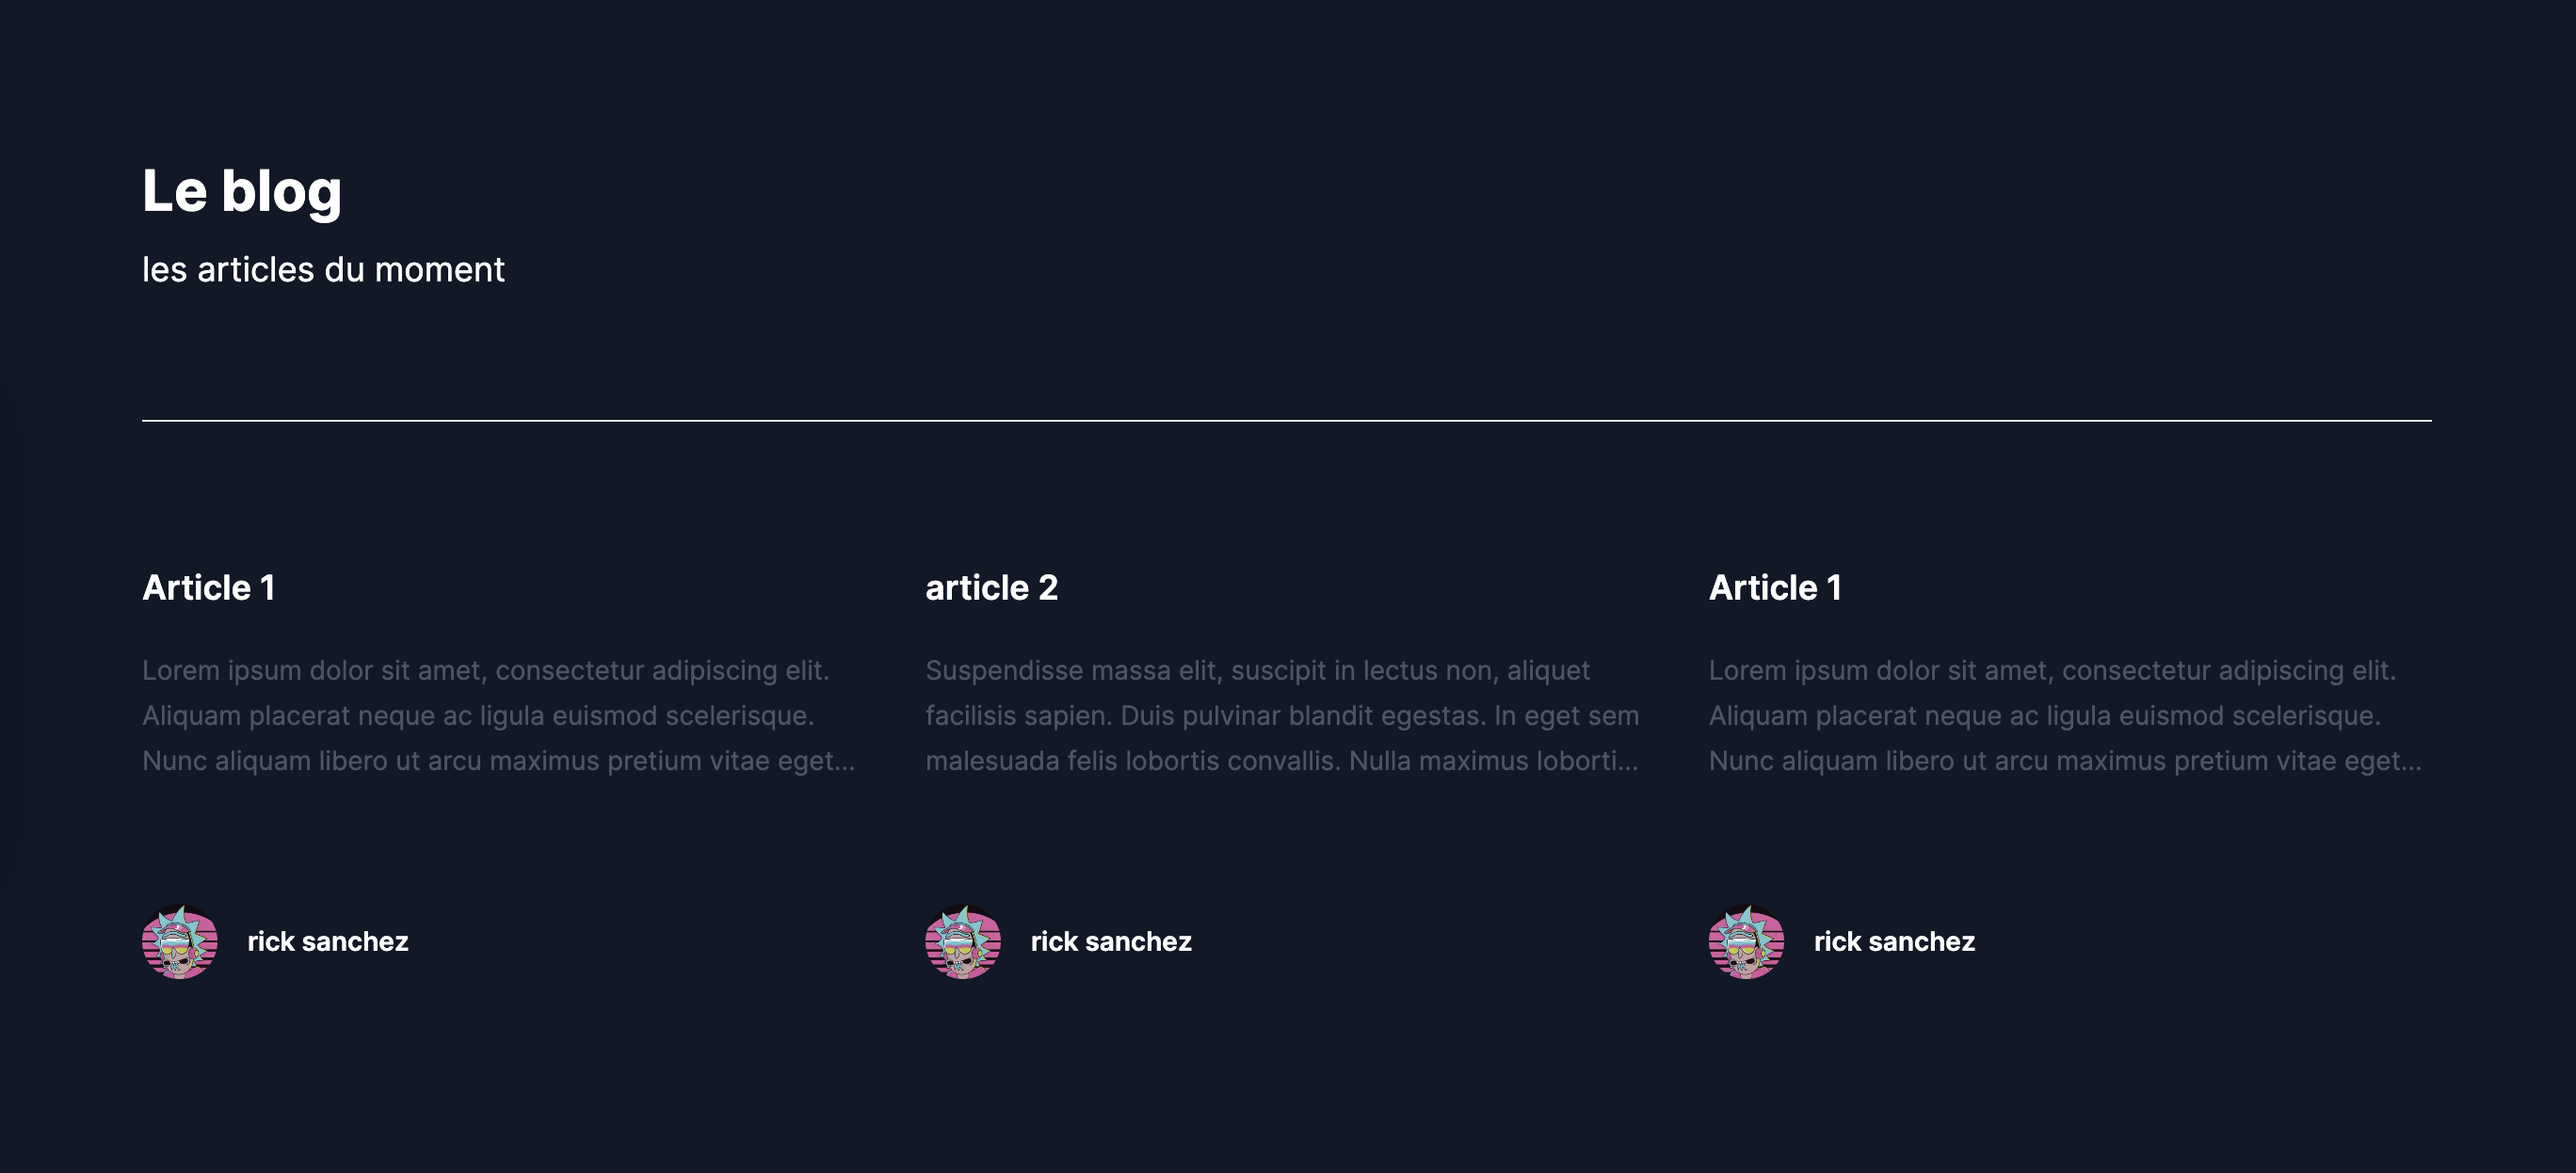 Le blog
les articles du moment
Article 1
Lorem ipsum dolor sit amet, consectetur adipiscing elit.
Aliquam placerat neque ac ligula euismod scelerisque.
Nunc aliquam libero ut arcu maximus pretium vitae eget...
rick sanchez
article 2
Suspendisse massa elit, suscipit in lectus non, aliquet
facilisis sapien. Duis pulvinar blandit egestas. In eget sem
malesuada felis lobortis convallis. Nulla maximus loborti...
rick sanchez
Article 1
Lorem ipsum dolor sit amet, consectetur adipiscing elit.
Aliquam placerat neque ac ligula euismod scelerisque.
Nunc aliquam libero ut arcu maximus pretium vitae eget...
rick sanchez